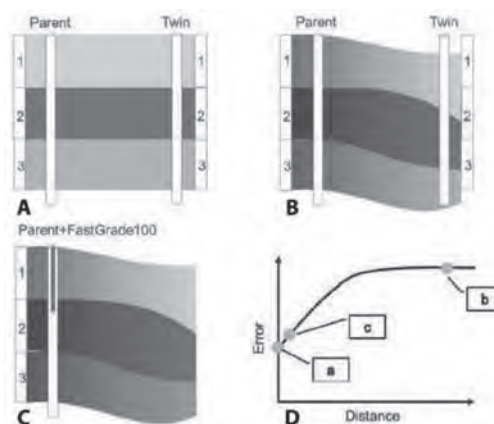 Parent Twin
1 1
2 2
3 3
A
Parent Twin
1 1
2 2
3 3
B
Parent+FastGrade100
1
2
3
C
Error
b
c
a
D Distance